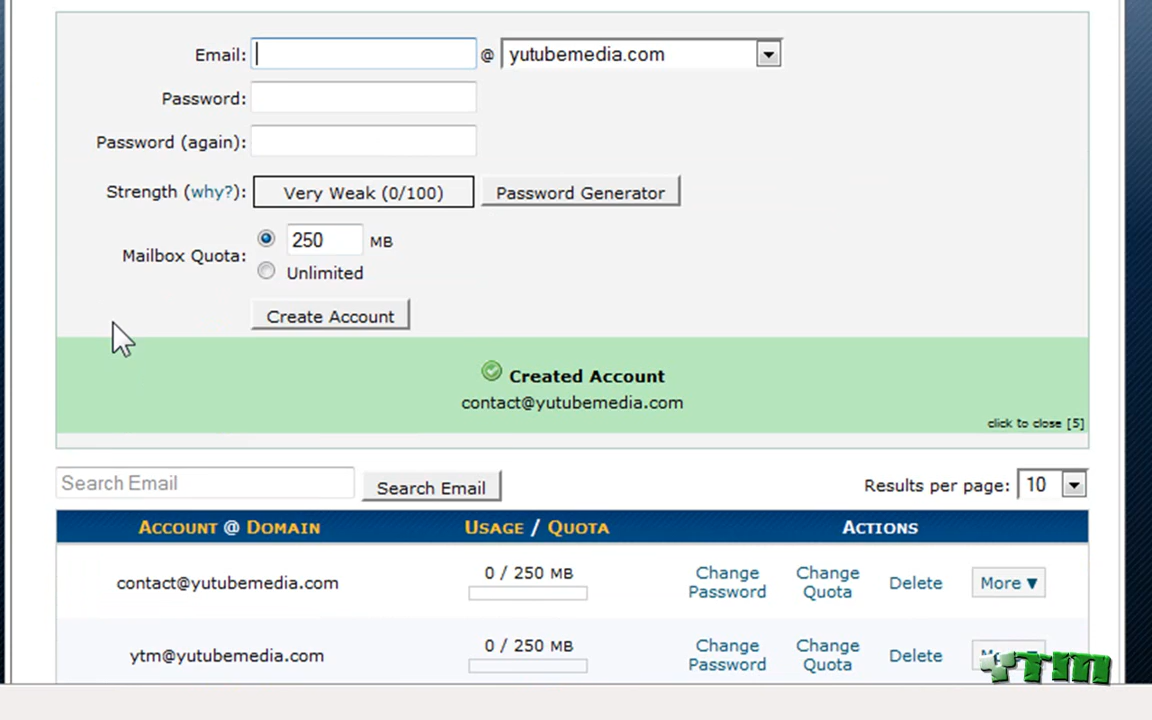 Email: @ yutubemedia.com
Password:
Password (again):
Strength (why?): Very Weak (0/100) Password Generator
Mailbox Quota: 250 MB
Unlimited
Create Account
Created Account
contact@yutubemedia.com
click to close [5]
Search Email Search Email Results per page: 10
ACCOUNT @ DOMAIN USAGE / QUOTA ACTIONS
contact@yutubemedia.com 0 / 250 MB Change Password Change Quota Delete More ▼
ytm@yutubemedia.com 0 / 250 MB Change Password Change Quota Delete
YTM